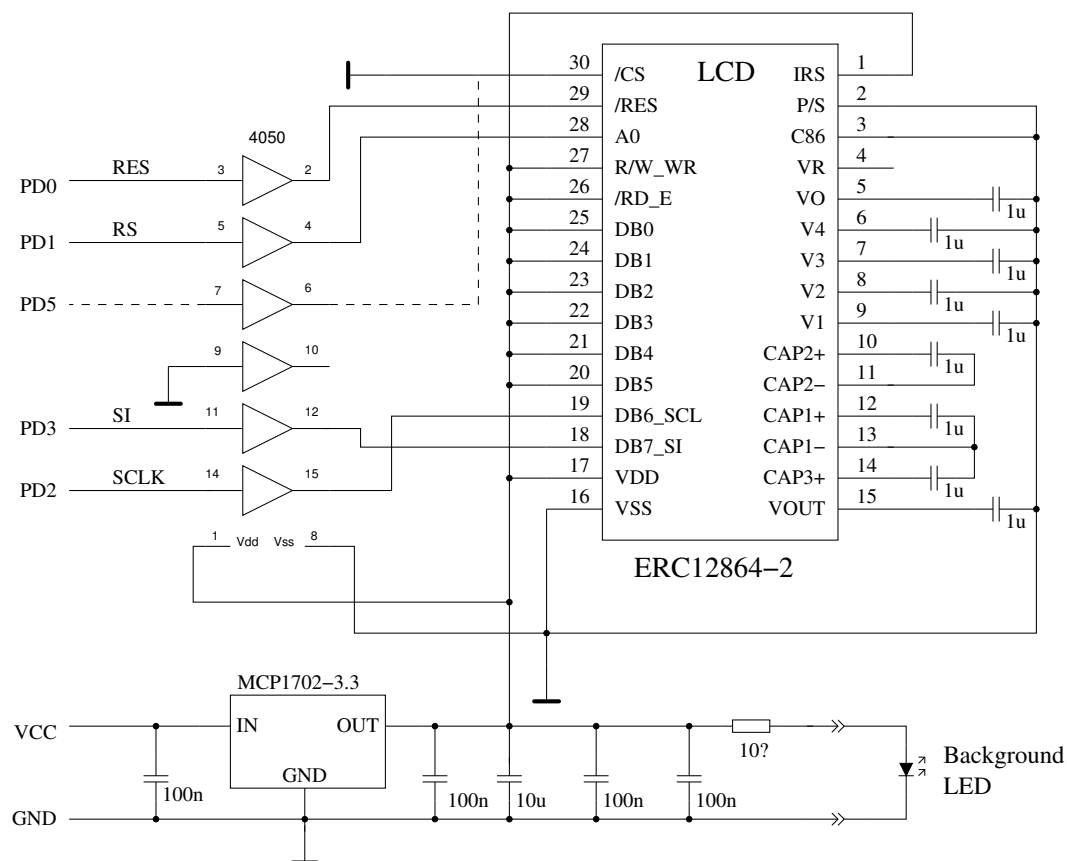 LCD
30 /CS IRS 1
29 /RES P/S 2
28 A0 C86 3
27 R/W_WR VR 4
26 /RD_E VO 5
1u
25 DB0 V4 6
1u
24 DB1 V3 7
1u
23 DB2 V2 8
1u
22 DB3 V1 9
1u
21 DB4 CAP2+ 10
1u
20 DB5 CAP2− 11
19 DB6_SCL CAP1+ 12
1u
18 DB7_SI CAP1− 13
17 VDD CAP3+ 14
1u
16 VSS VOUT 15
1u
ERC12864−2
4050
PD0 RES 3 2
PD1 RS 5 4
PD5 7 6
9 10
PD3 SI 11 12
PD2 SCLK 14 15
1 Vdd Vss 8
MCP1702−3.3
VCC IN OUT
GND
100n
100n
10u
100n
100n
10?
Background
LED
GND